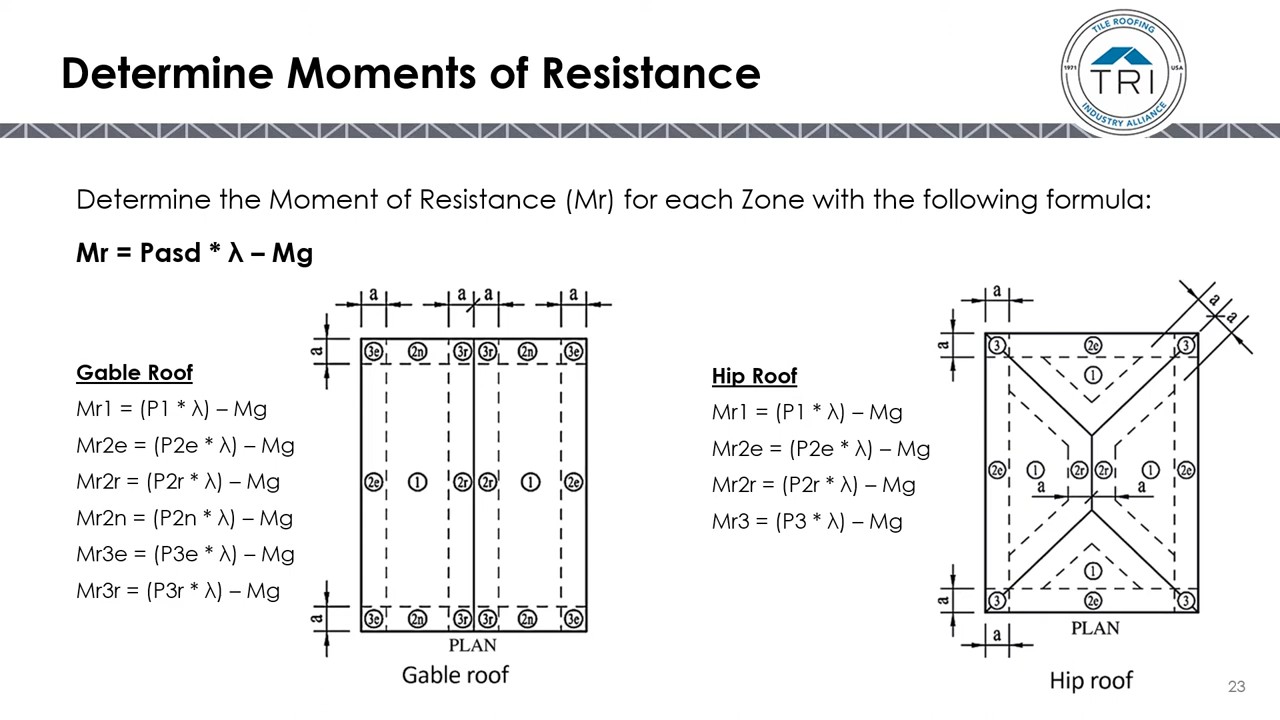 Determine Moments of Resistance
TILE ROOFING
1971 TRI USA
INDUSTRY ALLIANCE
Determine the Moment of Resistance (Mr) for each Zone with the following formula:
Mr = Pasd * λ – Mg
Gable Roof
Mr1 = (P1 * λ) – Mg
Mr2e = (P2e * λ) – Mg
Mr2r = (P2r * λ) – Mg
Mr2n = (P2n * λ) – Mg
Mr3e = (P3e * λ) – Mg
Mr3r = (P3r * λ) – Mg
a a a a
a
3e 2n 3r 3r 2n 3e
2e 1 2r 2r 1 2e
a
3e 2n 3r 3r 2n 3e
PLAN
Gable roof
Hip Roof
Mr1 = (P1 * λ) – Mg
Mr2e = (P2e * λ) – Mg
Mr2r = (P2r * λ) – Mg
Mr3 = (P3 * λ) – Mg
a a a
a
3 2e 3
1
2e 1 2r 2r 1 2e
a a
1
a
3 2e 3
a
PLAN
Hip roof
23